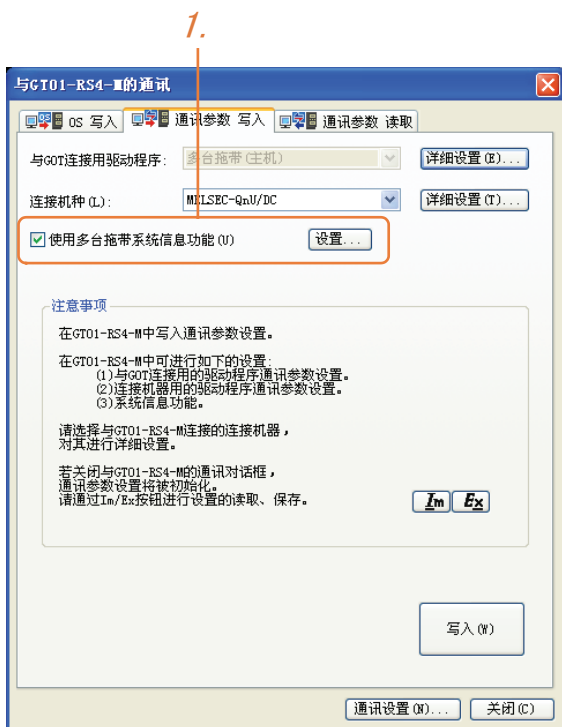 1.
与GT01-RS4-M的通讯
OS 写入 通讯参数 写入 通讯参数 读取
与GOT连接用驱动程序: 多台拖带(主机) 详细设置(E)...
连接机种(L): MELSEC-QnU/DC 详细设置(T)...
使用多台拖带系统信息功能(U) 设置...
注意事项
在GT01-RS4-M中写入通讯参数设置。
在GT01-RS4-M中可进行如下的设置:
(1)与GOT连接用的驱动程序通讯参数设置。
(2)连接机器用的驱动程序通讯参数设置。
(3)系统信息功能。
请选择与GT01-RS4-M连接的连接机器,
对其进行详细设置。
若关闭与GT01-RS4-M的通讯对话框,
通讯参数设置将被初始化。
请通过Im/Ex按钮进行设置的读取、保存。
Im Ex
写入(W)
通讯设置(N)... 关闭(C)